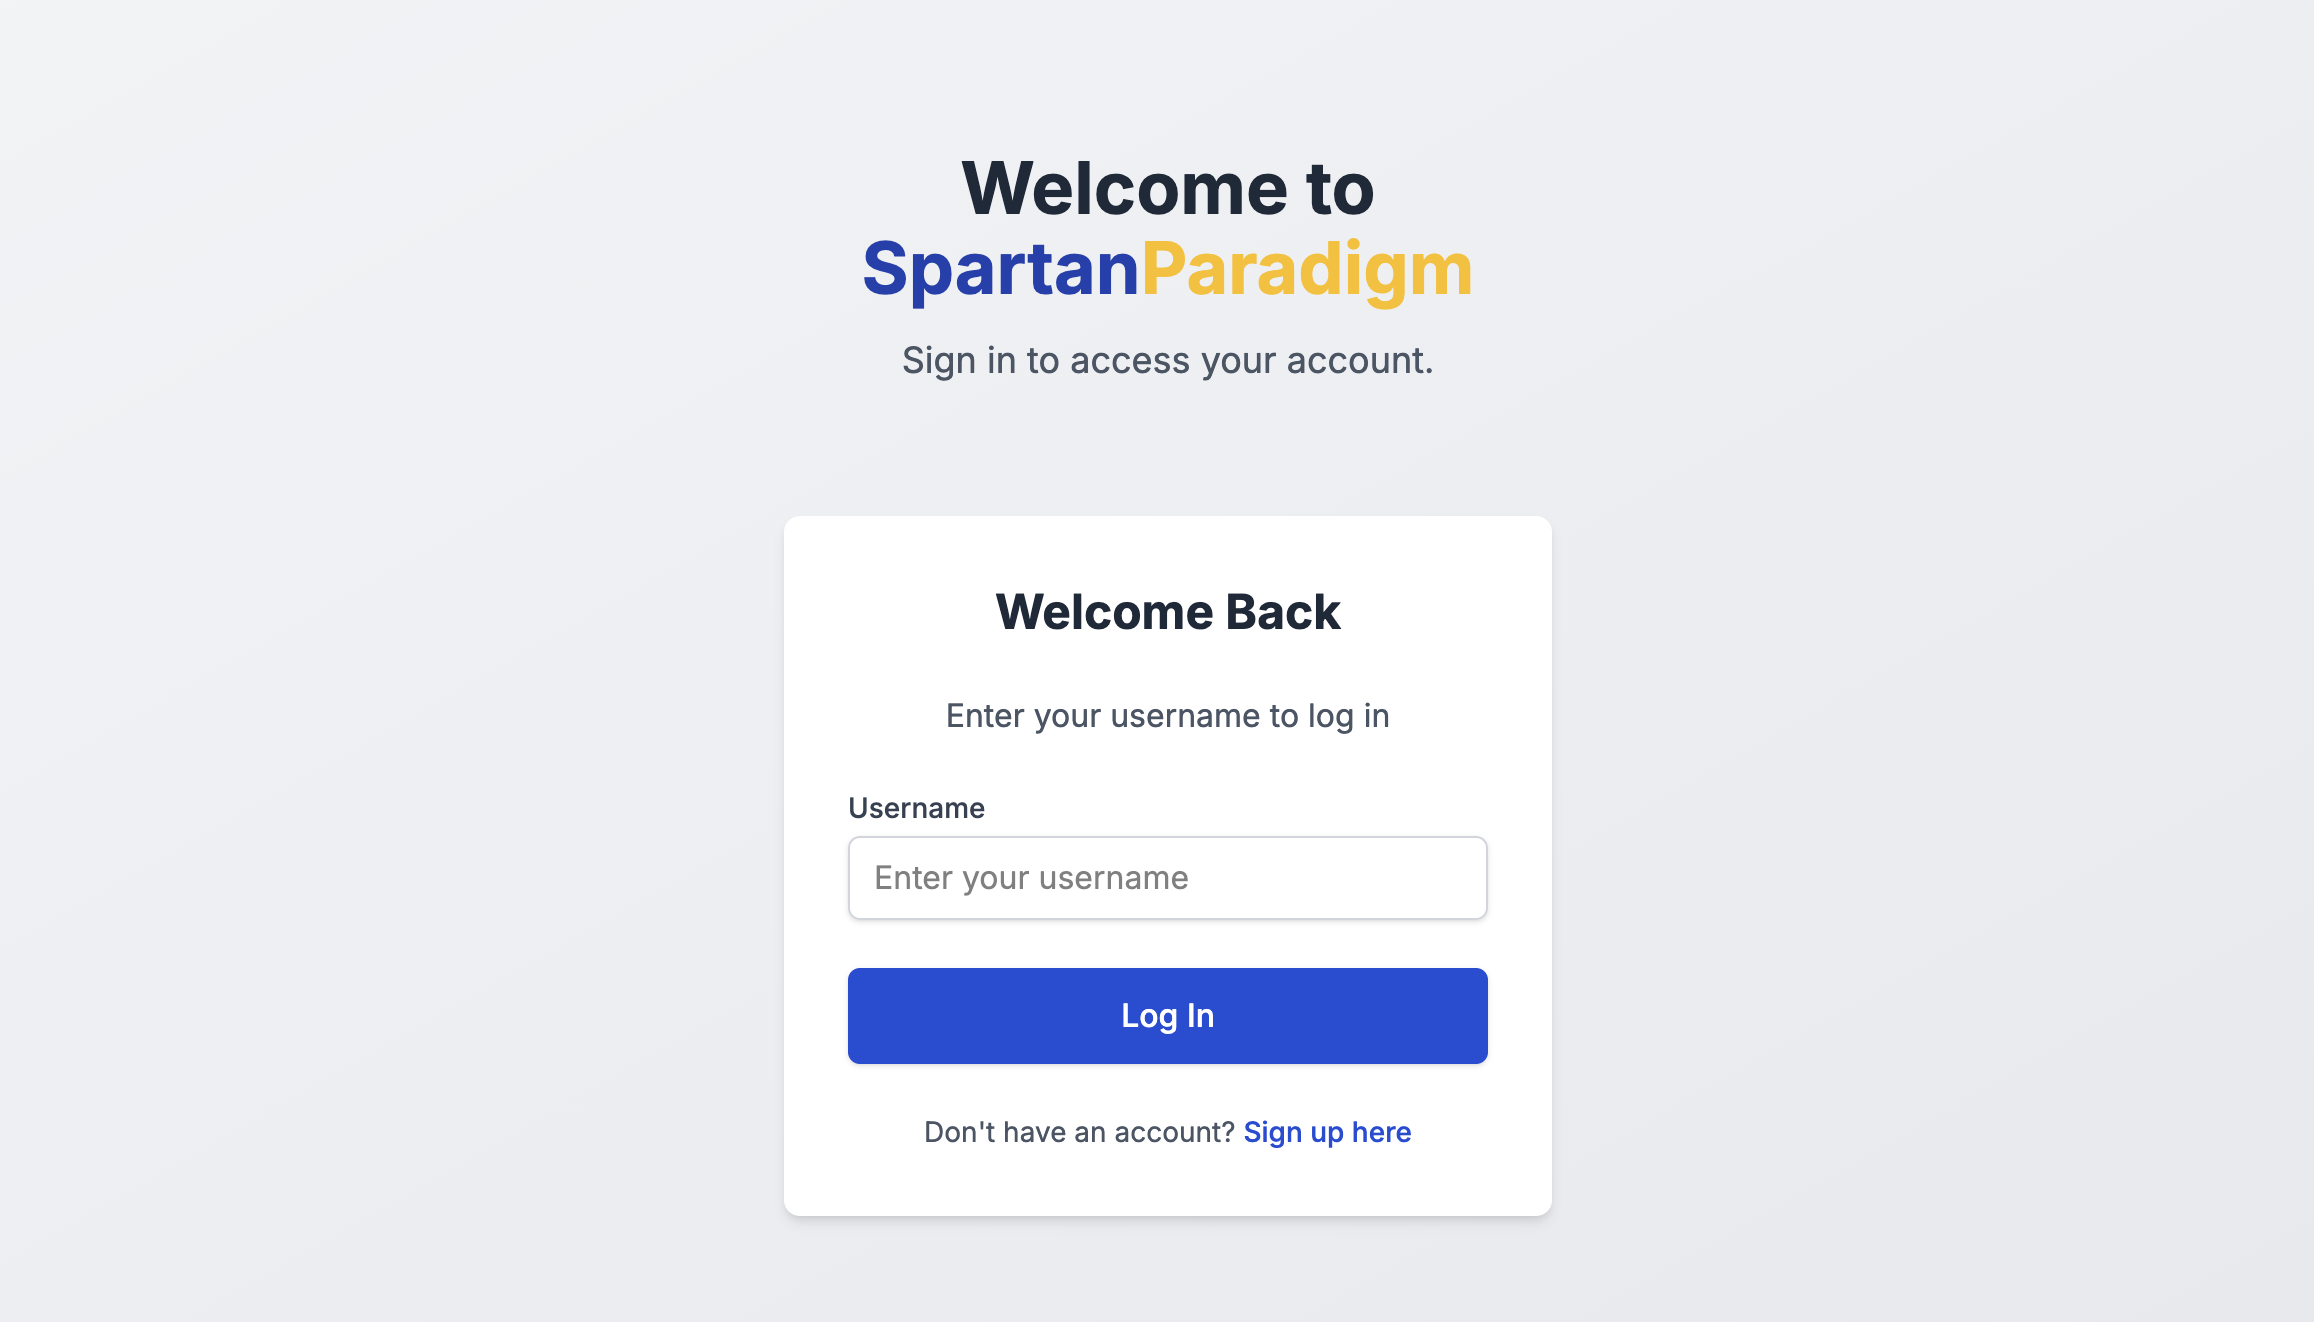 Welcome to
SpartanParadigm
Sign in to access your account.
Welcome Back
Enter your username to log in
Username
Enter your username
Log In
Don't have an account? Sign up here